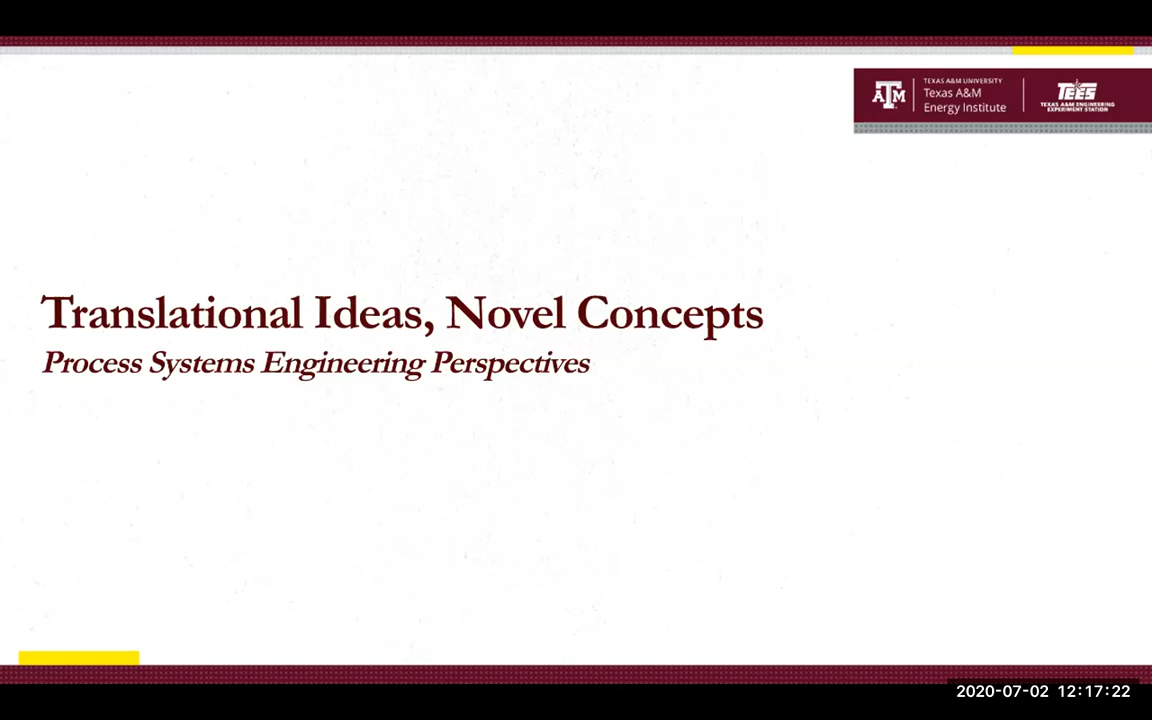 TEXAS A&M UNIVERSITY
Texas A&M
Energy Institute
ATM
TEES
TEXAS A&M ENGINEERING
EXPERIMENT STATION
Translational Ideas, Novel Concepts
Process Systems Engineering Perspectives
2020-07-02 12:17:22